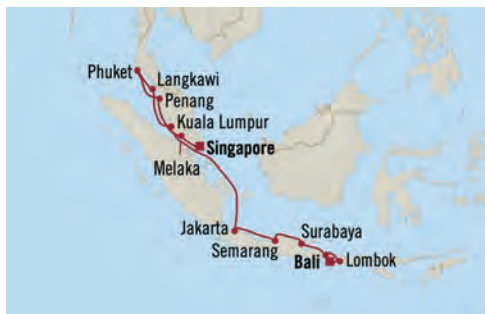 Phuket
Langkawi
Penang
Kuala Lumpur
Singapore
Melaka
Jakarta
Surabaya
Semarang
Bali
Lombok